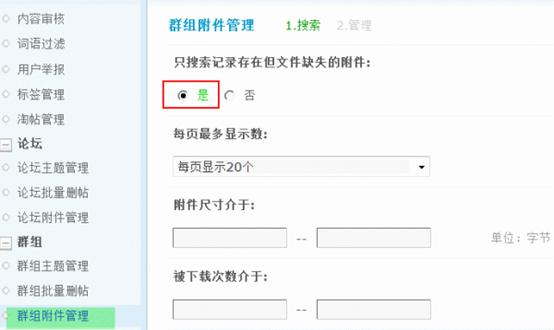 内容审核
词语过滤
用户举报
标签管理
淘帖管理
论坛
论坛主题管理
论坛批量删帖
论坛附件管理
群组
群组主题管理
群组批量删帖
群组附件管理
群组附件管理 1.搜索 2.管理
只搜索记录存在但文件缺失的附件:
是 否
每页最多显示数:
每页显示20个
附件尺寸介于:
-- 单位：字节
被下载次数介于:
--